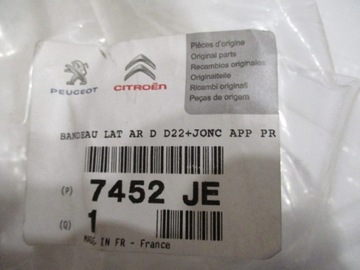 Pièces d'origine
Original parts
Recambios originales
Originalteile
Ricambi originali
Peças de origem
PEUGEOT
CITROËN
BANDEAU LAT AR D D22+JONC APP PR
(P) 7452 JE
(Q) 1
MADE IN FR - France